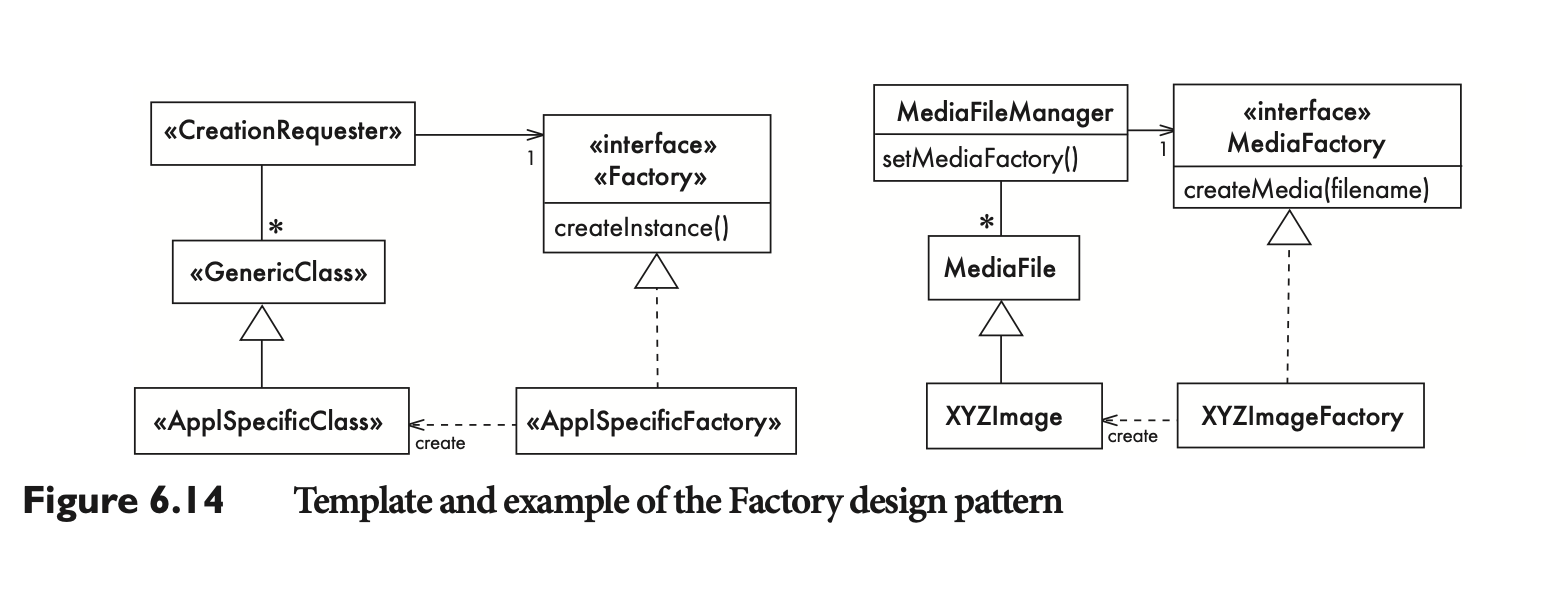 «CreationRequester»
1
«interface»
«Factory»
createInstance()
*
«GenericClass»
«ApplSpecificClass»
create
«ApplSpecificFactory»
MediaFileManager
setMediaFactory()
1
«interface»
MediaFactory
createMedia(filename)
*
MediaFile
XYZImage
create
XYZImageFactory
Figure 6.14 Template and example of the Factory design pattern